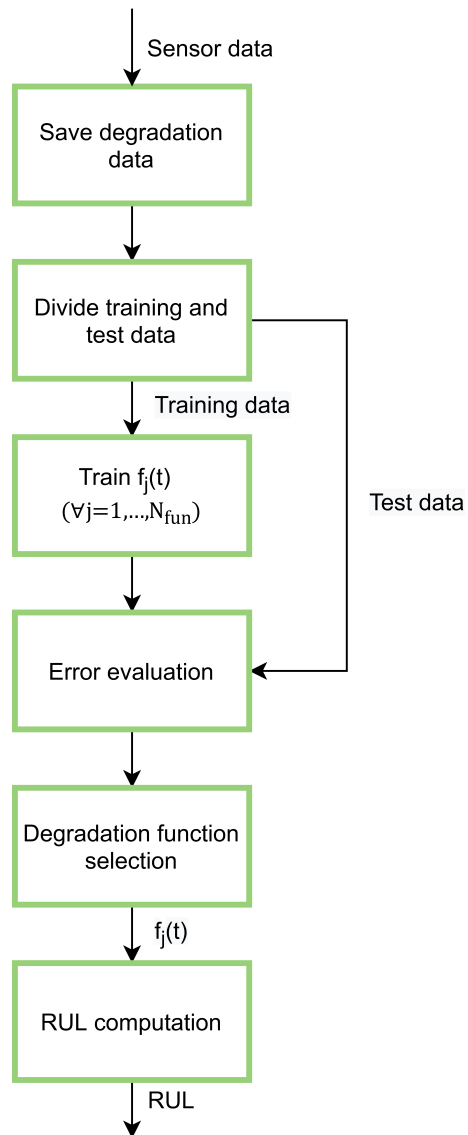 Sensor data
Save degradation
data
Divide training and
test data
Training data
Train fⱼ(t)
(∀j=1,...,N_fun)
Test data
Error evaluation
Degradation function
selection
fⱼ(t)
RUL computation
RUL